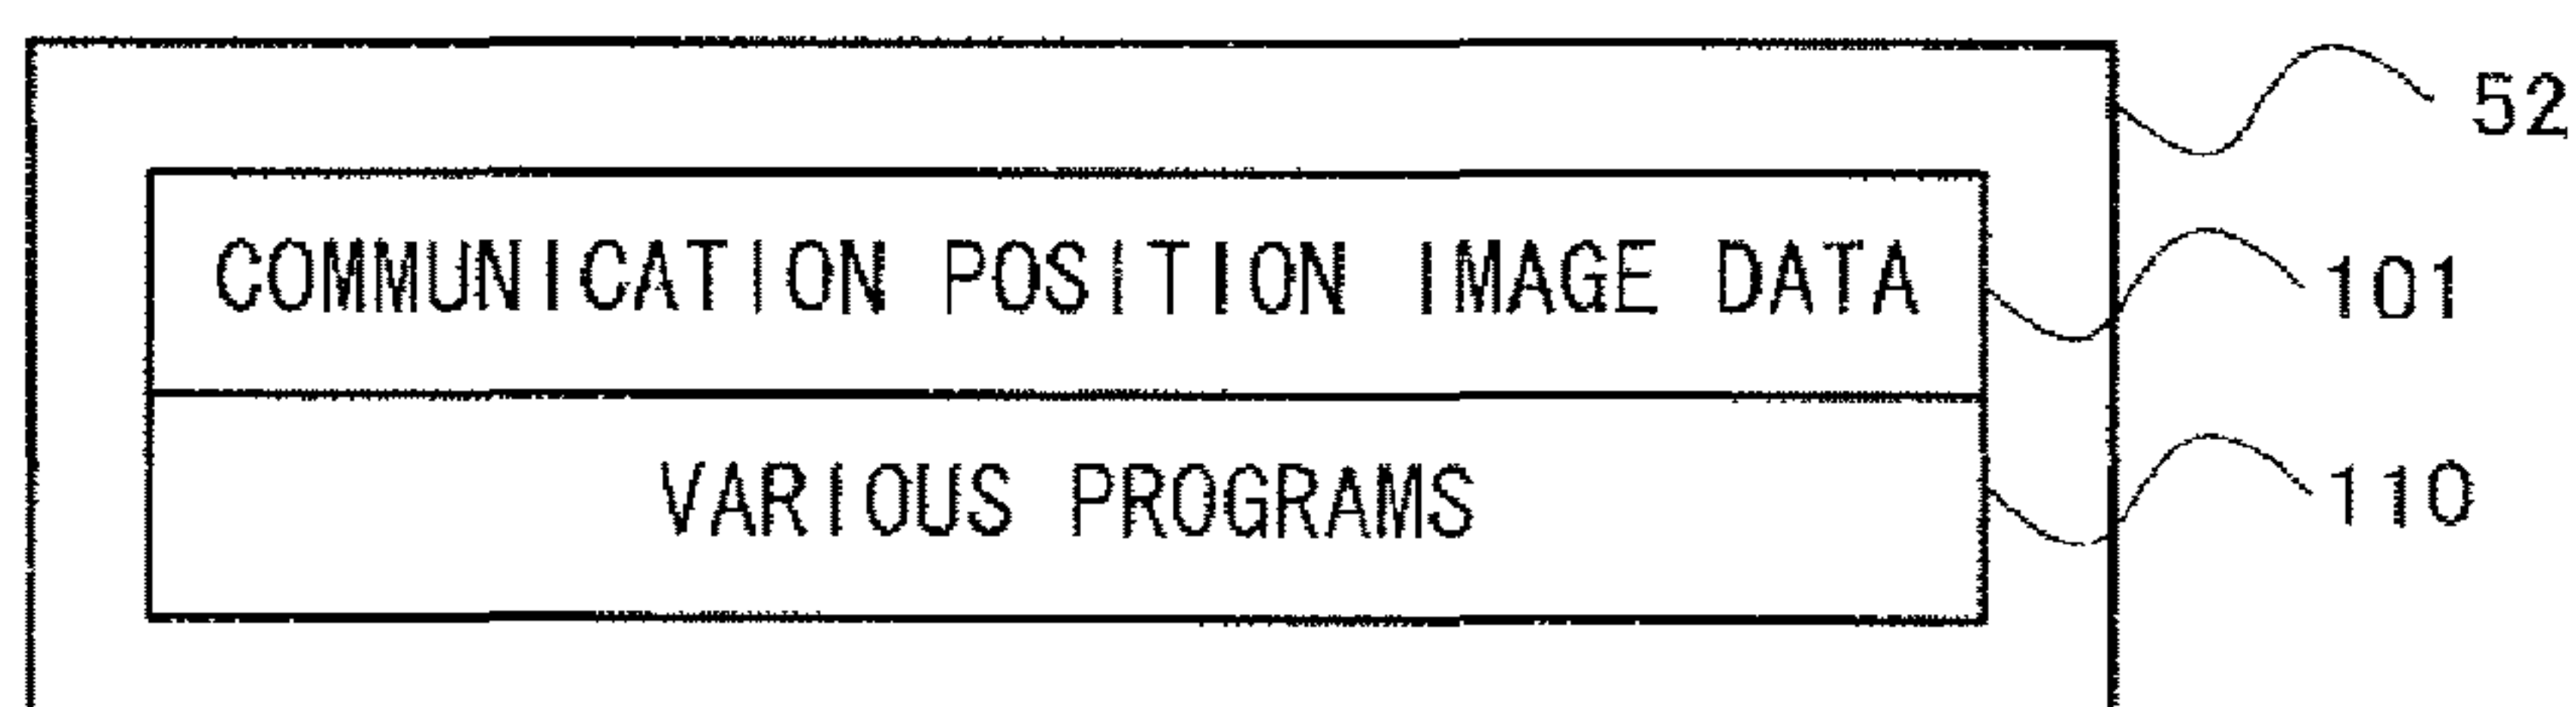 52
COMMUNICATION POSITION IMAGE DATA 101
VARIOUS PROGRAMS 110